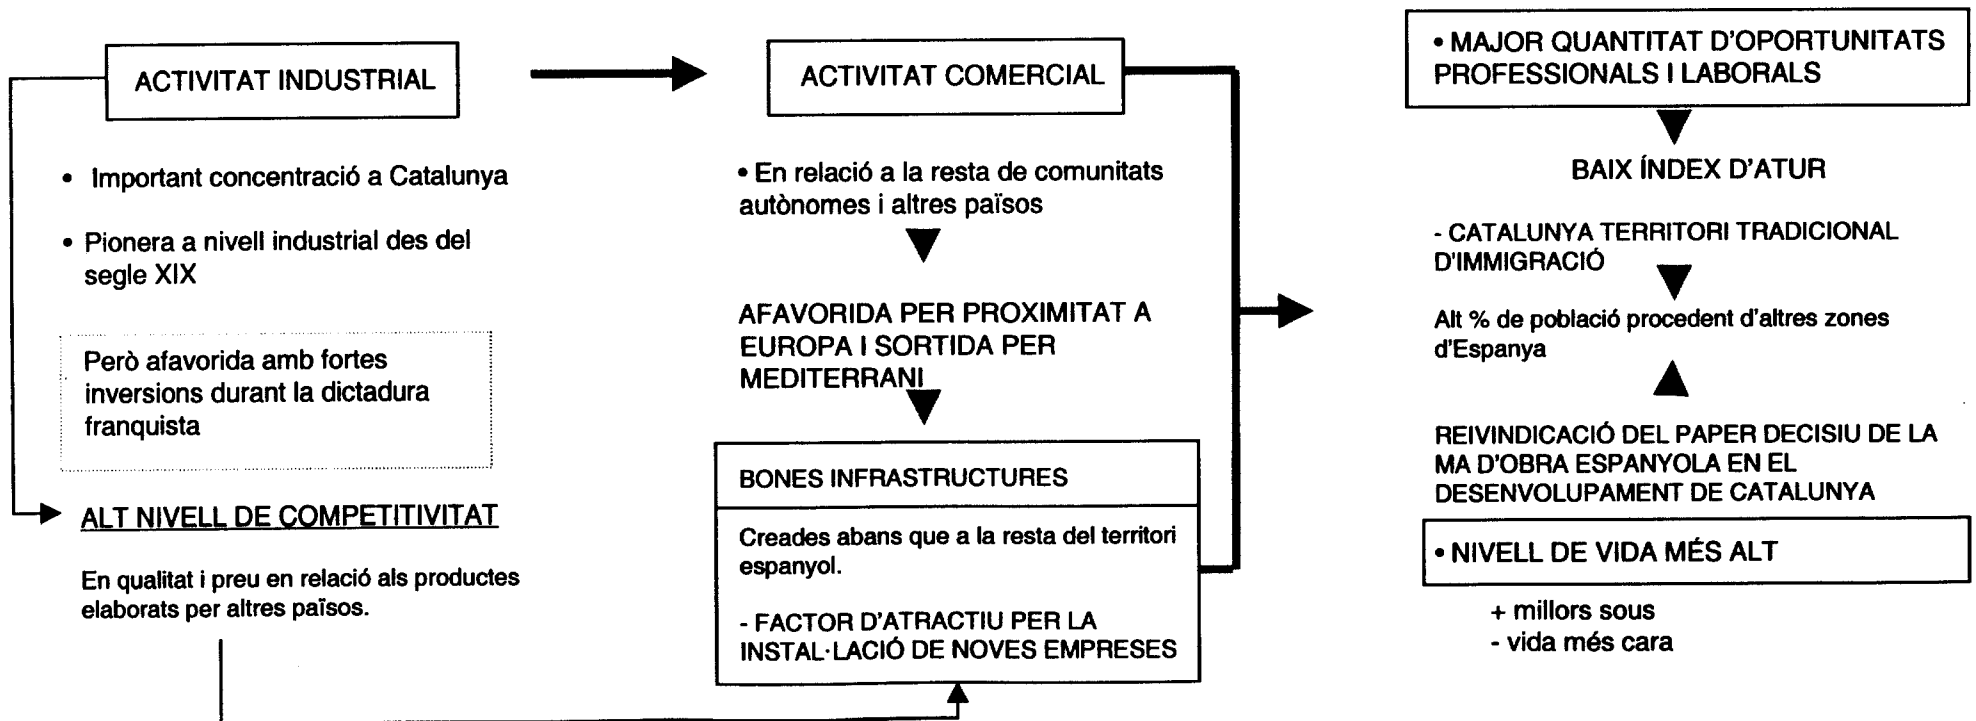 ACTIVITAT INDUSTRIAL
• Important concentració a Catalunya
• Pionera a nivell industrial des del
segle XIX
Però afavorida amb fortes
inversions durant la dictadura
franquista
ALT NIVELL DE COMPETITIVITAT
En qualitat i preu en relació als productes
elaborats per altres països.
ACTIVITAT COMERCIAL
• En relació a la resta de comunitats
autònomes i altres països
AFAVORIDA PER PROXIMITAT A
EUROPA I SORTIDA PER
MEDITERRANI
BONES INFRASTRUCTURES
Creades abans que a la resta del territori
espanyol.
- FACTOR D'ATRACTIU PER LA
INSTAL·LACIÓ DE NOVES EMPRESES
• MAJOR QUANTITAT D'OPORTUNITATS
PROFESSIONALS I LABORALS
BAIX ÍNDEX D'ATUR
- CATALUNYA TERRITORI TRADICIONAL
D'IMMIGRACIÓ
Alt % de població procedent d'altres zones
d'Espanya
REIVINDICACIÓ DEL PAPER DECISIU DE LA
MA D'OBRA ESPANYOLA EN EL
DESENVOLUPAMENT DE CATALUNYA
• NIVELL DE VIDA MÉS ALT
+ millors sous
- vida més cara